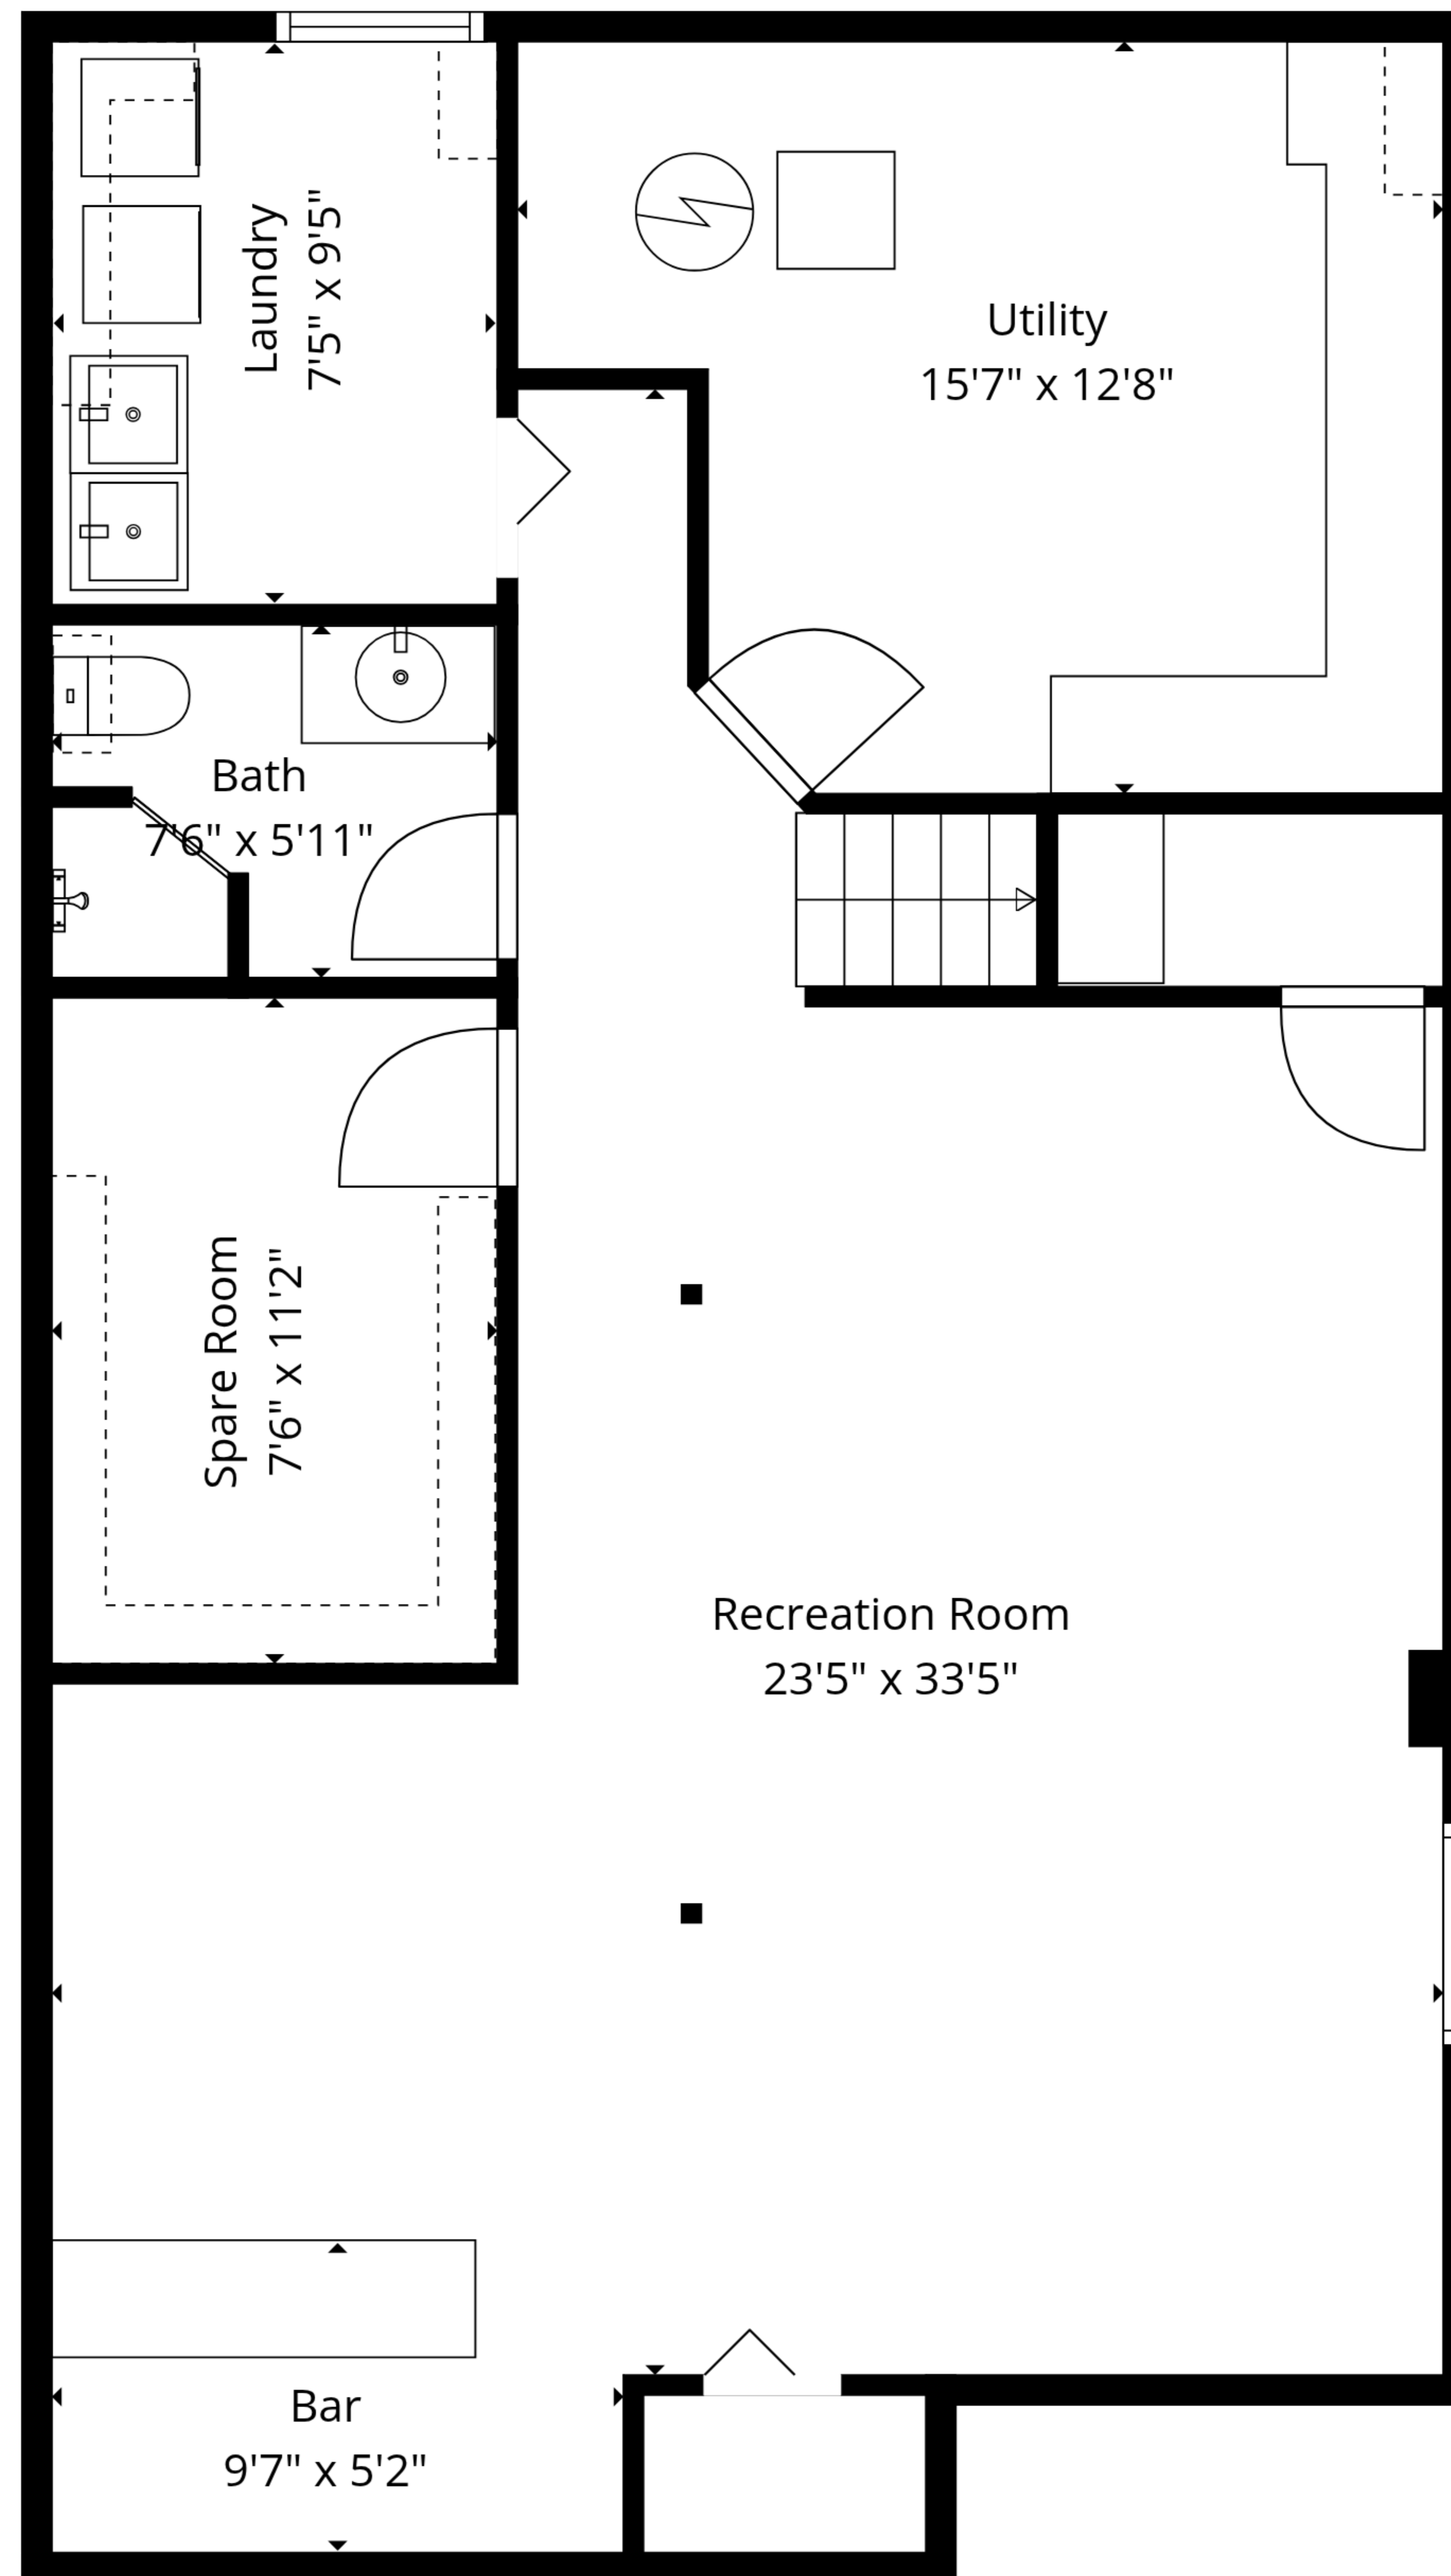 Laundry
7'5" x 9'5"
Utility
15'7" x 12'8"
Bath
7'6" x 5'11"
Spare Room
7'6" x 11'2"
Recreation Room
23'5" x 33'5"
Bar
9'7" x 5'2"